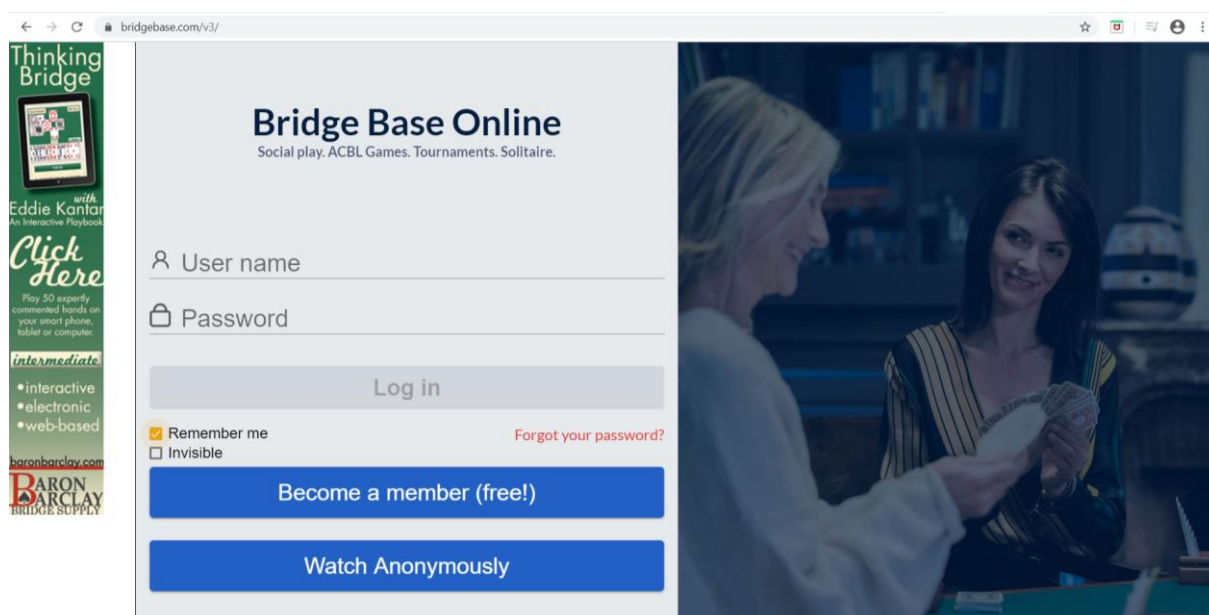 bridgebase.com/v3/
Thinking
Bridge
with
Eddie Kantar
An Interactive Playbook
Click
Here
Play 50 expertly
commented hands on
your smart phone,
tablet or computer.
intermediate
•interactive
•electronic
•web-based
baronbarclay.com
BARON
BARCLAY
BRIDGE SUPPLY
Bridge Base Online
Social play. ACBL Games. Tournaments. Solitaire.
User name
Password
Log in
Remember me
Forgot your password?
Invisible
Become a member (free!)
Watch Anonymously